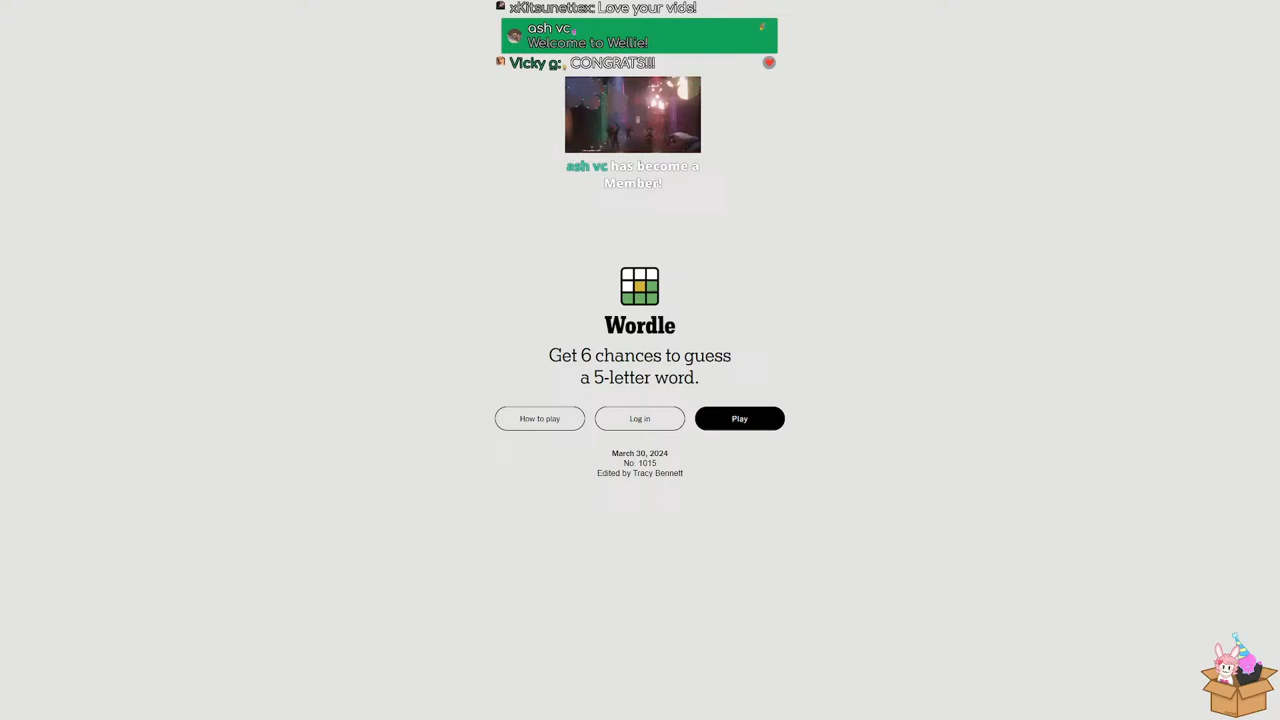 xKitsunettex: Love your vids!
ash vc
Welcome to Wellie!
Vicky g: CONGRATS!!!
ash vc has become a
Member!
Wordle
Get 6 chances to guess
a 5-letter word.
How to play
Log in
Play
March 30, 2024
No. 1015
Edited by Tracy Bennett